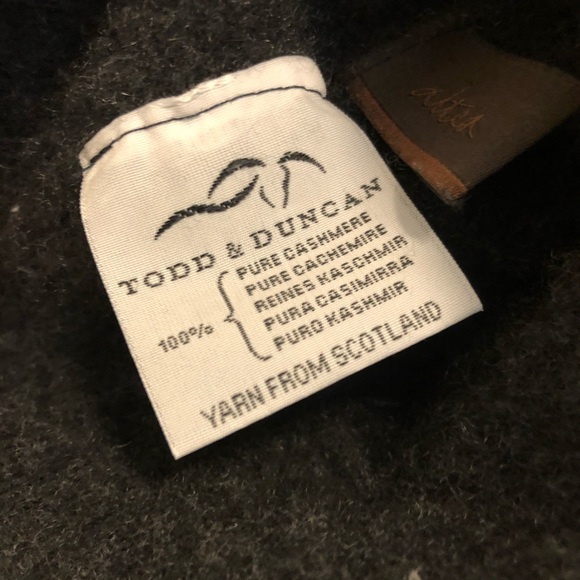 TODD & DUNCAN
100%
PURE CASHMERE
PURE CACHEMIRE
REINES KASCHMIR
PURA CASIMIRRA
PURO KASHMIR
YARN FROM SCOTLAND